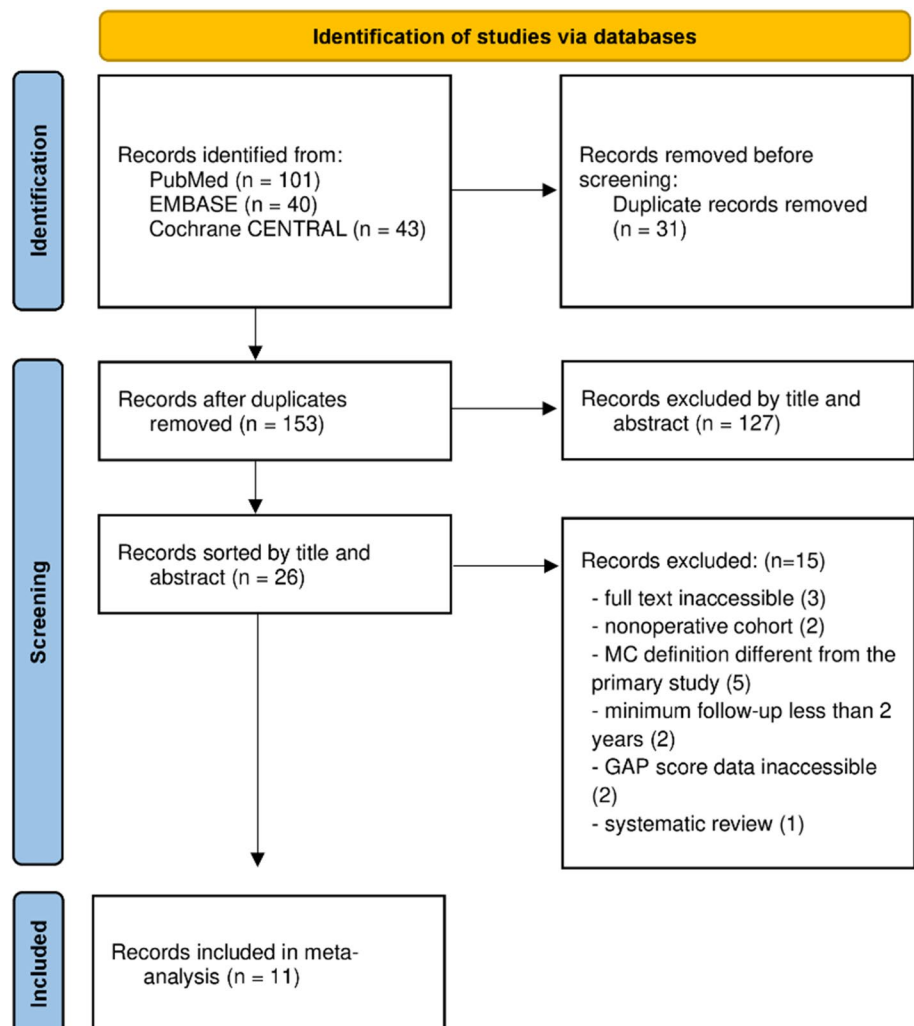 Identification of studies via databases
Identification
Records identified from:
PubMed (n = 101)
EMBASE (n = 40)
Cochrane CENTRAL (n = 43)
Records removed before
screening:
Duplicate records removed
(n = 31)
Screening
Records after duplicates
removed (n = 153)
Records excluded by title and
abstract (n = 127)
Records sorted by title and
abstract (n = 26)
Records excluded: (n=15)
- full text inaccessible (3)
- nonoperative cohort (2)
- MC definition different from the
primary study (5)
- minimum follow-up less than 2
years (2)
- GAP score data inaccessible
(2)
- systematic review (1)
Included
Records included in meta-
analysis (n = 11)